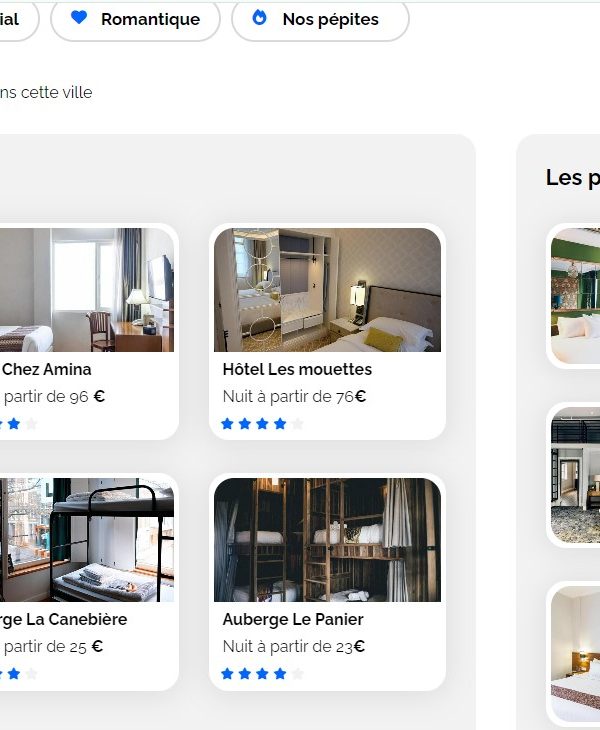 ial
Romantique
Nos pépites
ns cette ville
Les p
Chez Amina
partir de 96 €
Hôtel Les mouettes
Nuit à partir de 76€
rge La Canebière
partir de 25 €
Auberge Le Panier
Nuit à partir de 23€